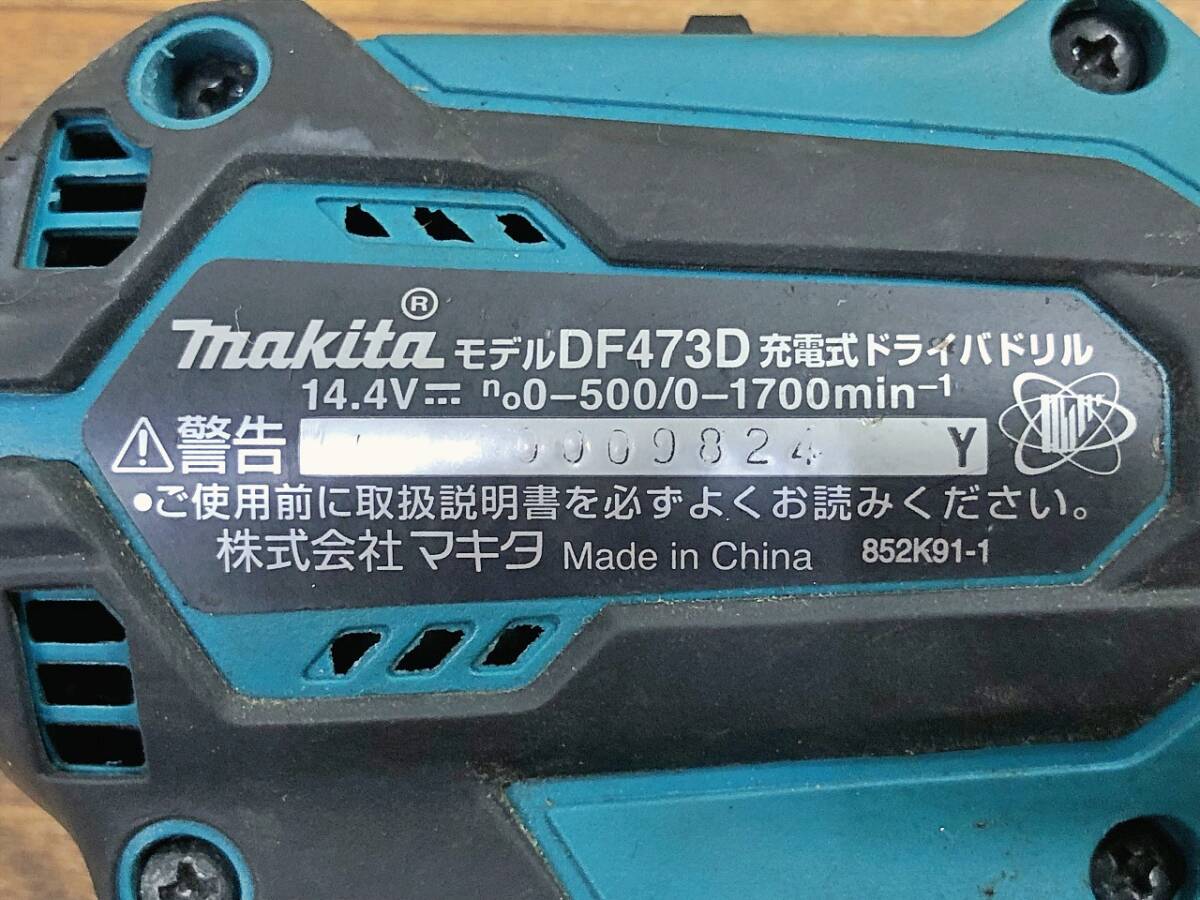 makita® モデルDF473D 充電式ドライバドリル
14.4V⎓ n₀0-500/0-1700min⁻¹
⚠警告 0009824 Y
●ご使用前に取扱説明書を必ずよくお読みください。
株式会社マキタ Made in China 852K91-1